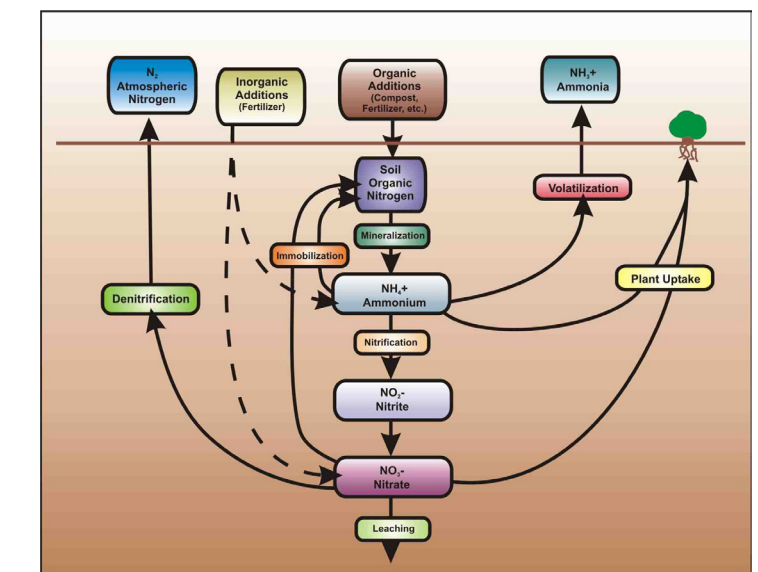 N₂
Atmospheric
Nitrogen
Inorganic
Additions
(Fertilizer)
Organic
Additions
(Compost,
Fertilizer, etc.)
NH₃+
Ammonia
Soil
Organic
Nitrogen
Volatilization
Mineralization
Immobilization
Plant Uptake
Denitrification
NH₄+
Ammonium
Nitrification
NO₂-
Nitrite
NO₃-
Nitrate
Leaching